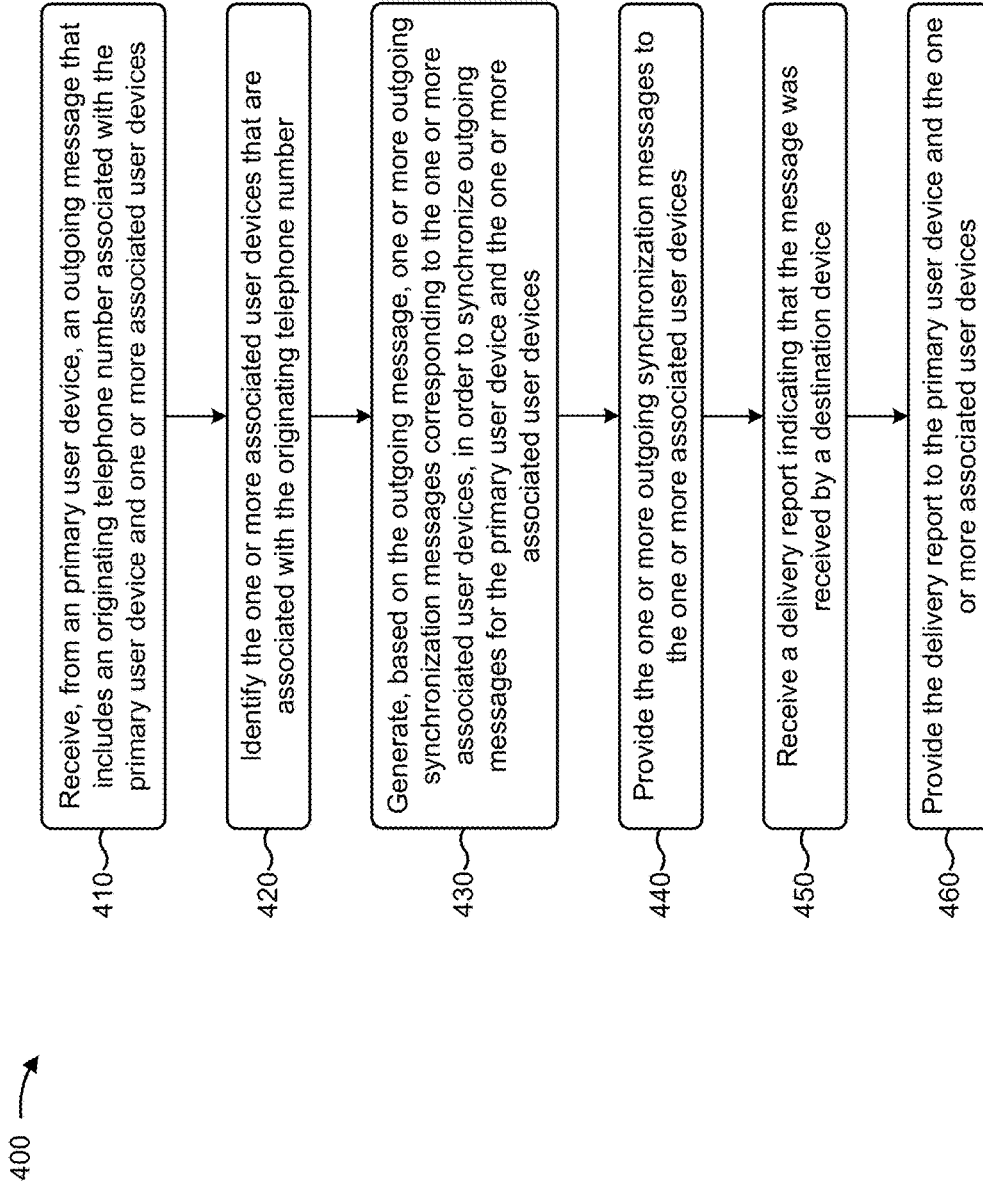 400
410
Receive, from an primary user device, an outgoing message that
includes an originating telephone number associated with the
primary user device and one or more associated user devices
420
Identify the one or more associated user devices that are
associated with the originating telephone number
430
Generate, based on the outgoing message, one or more outgoing
synchronization messages corresponding to the one or more
associated user devices, in order to synchronize outgoing
messages for the primary user device and the one or more
associated user devices
440
Provide the one or more outgoing synchronization messages to
the one or more associated user devices
450
Receive a delivery report indicating that the message was
received by a destination device
460
Provide the delivery report to the primary user device and the one
or more associated user devices